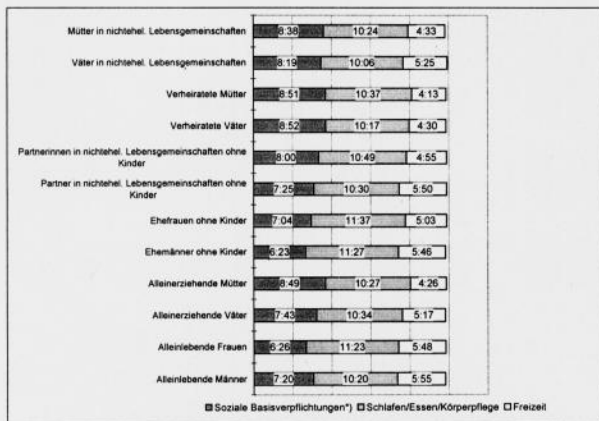 Mütter in nichtehel. Lebensgemeinschaften 8:38 10:24 4:33
Väter in nichtehel. Lebensgemeinschaften 8:19 10:06 5:25
Verheiratete Mütter 8:51 10:37 4:13
Verheiratete Väter 8:52 10:17 4:30
Partnerinnen in nichtehel. Lebensgemeinschaften ohne
Kinder 8:00 10:49 4:55
Partner in nichtehel. Lebensgemeinschaften ohne
Kinder 7:25 10:30 5:50
Ehefrauen ohne Kinder 7:04 11:37 5:03
Ehemänner ohne Kinder 6:23 11:27 5:46
Alleinerziehende Mütter 8:49 10:27 4:26
Alleinerziehende Väter 7:43 10:34 5:17
Alleinlebende Frauen 6:26 11:23 5:48
Alleinlebende Männer 7:20 10:20 5:55
Soziale Basisverpflichtungen*) Schlafen/Essen/Körperpflege Freizeit